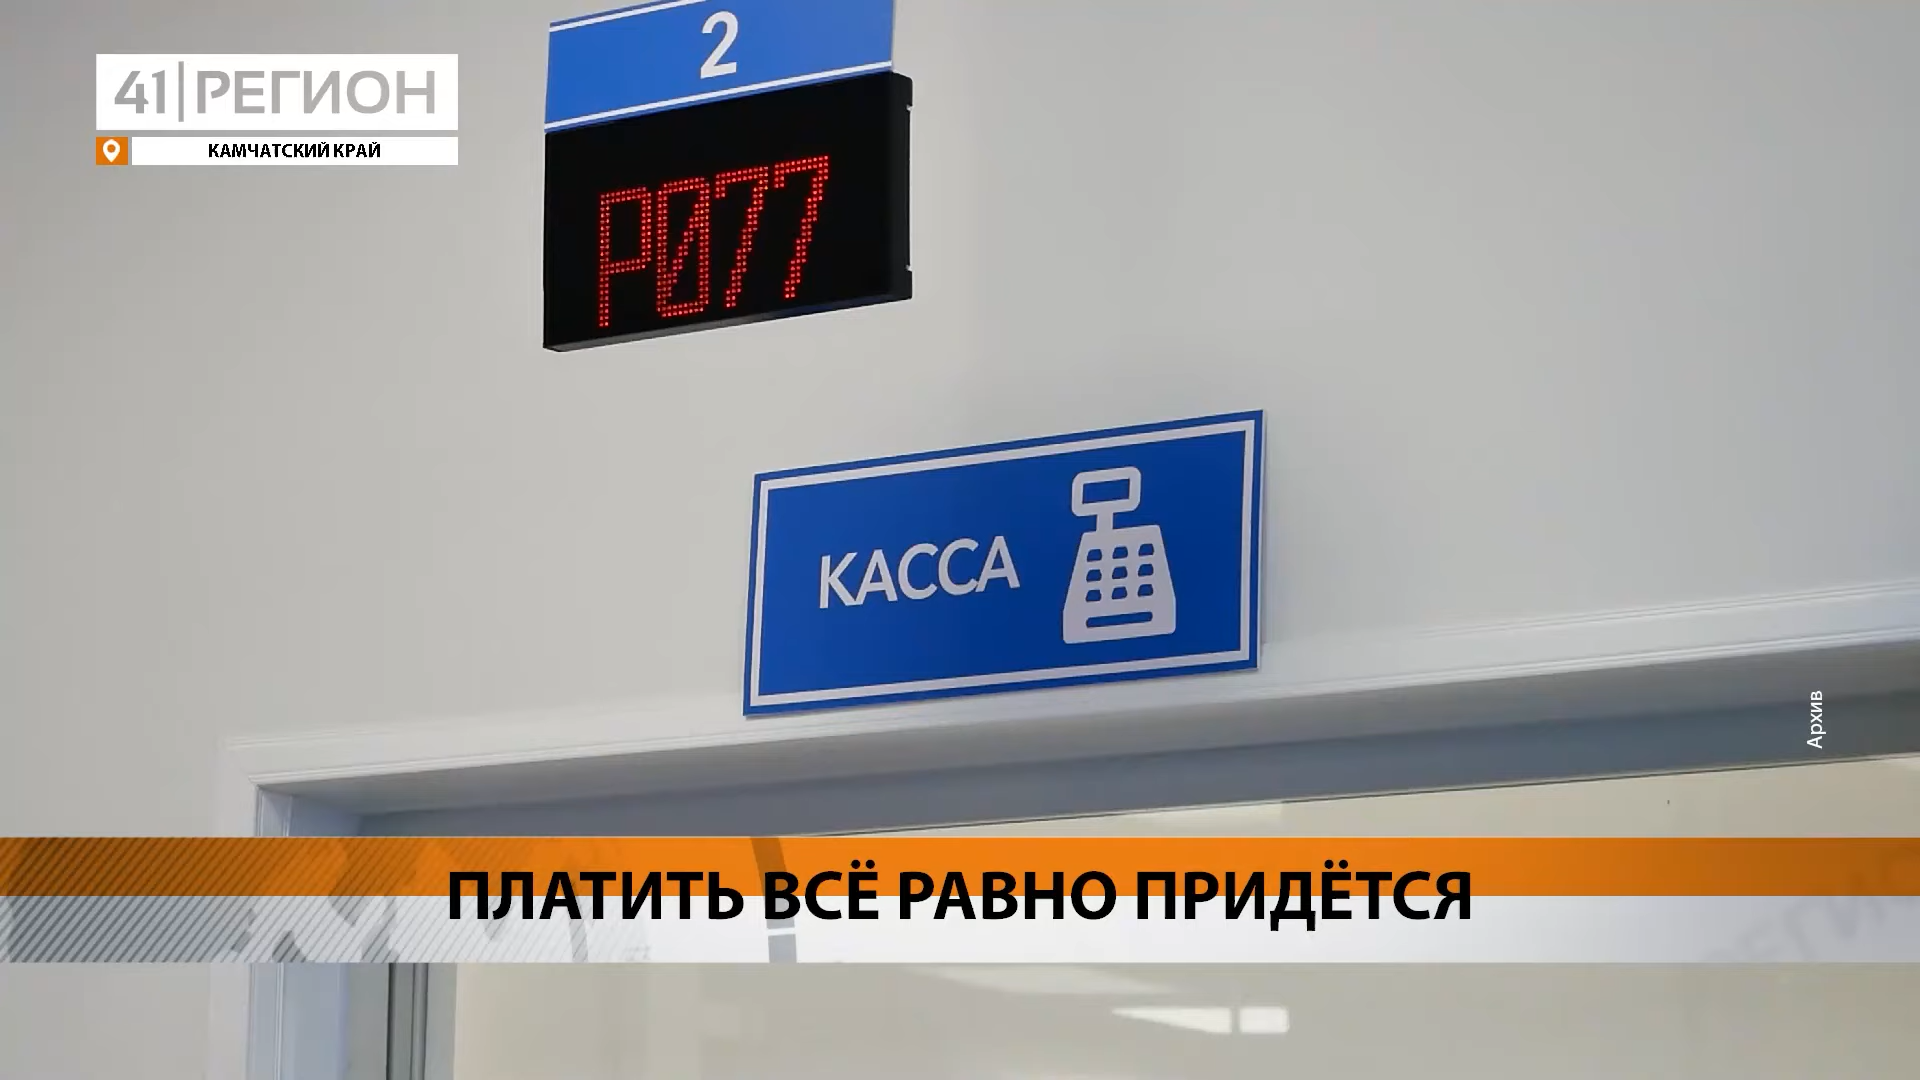 41|РЕГИОН
КАМЧАТСКИЙ КРАЙ
2
P077
КАССА
Архив
ПЛАТИТЬ ВСЁ РАВНО ПРИДЁТСЯ